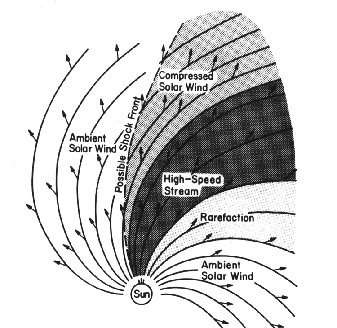 Compressed
Solar Wind
Possible Shock Front
Ambient
Solar Wind
High-Speed
Stream
Rarefaction
Ambient
Solar Wind
Sun